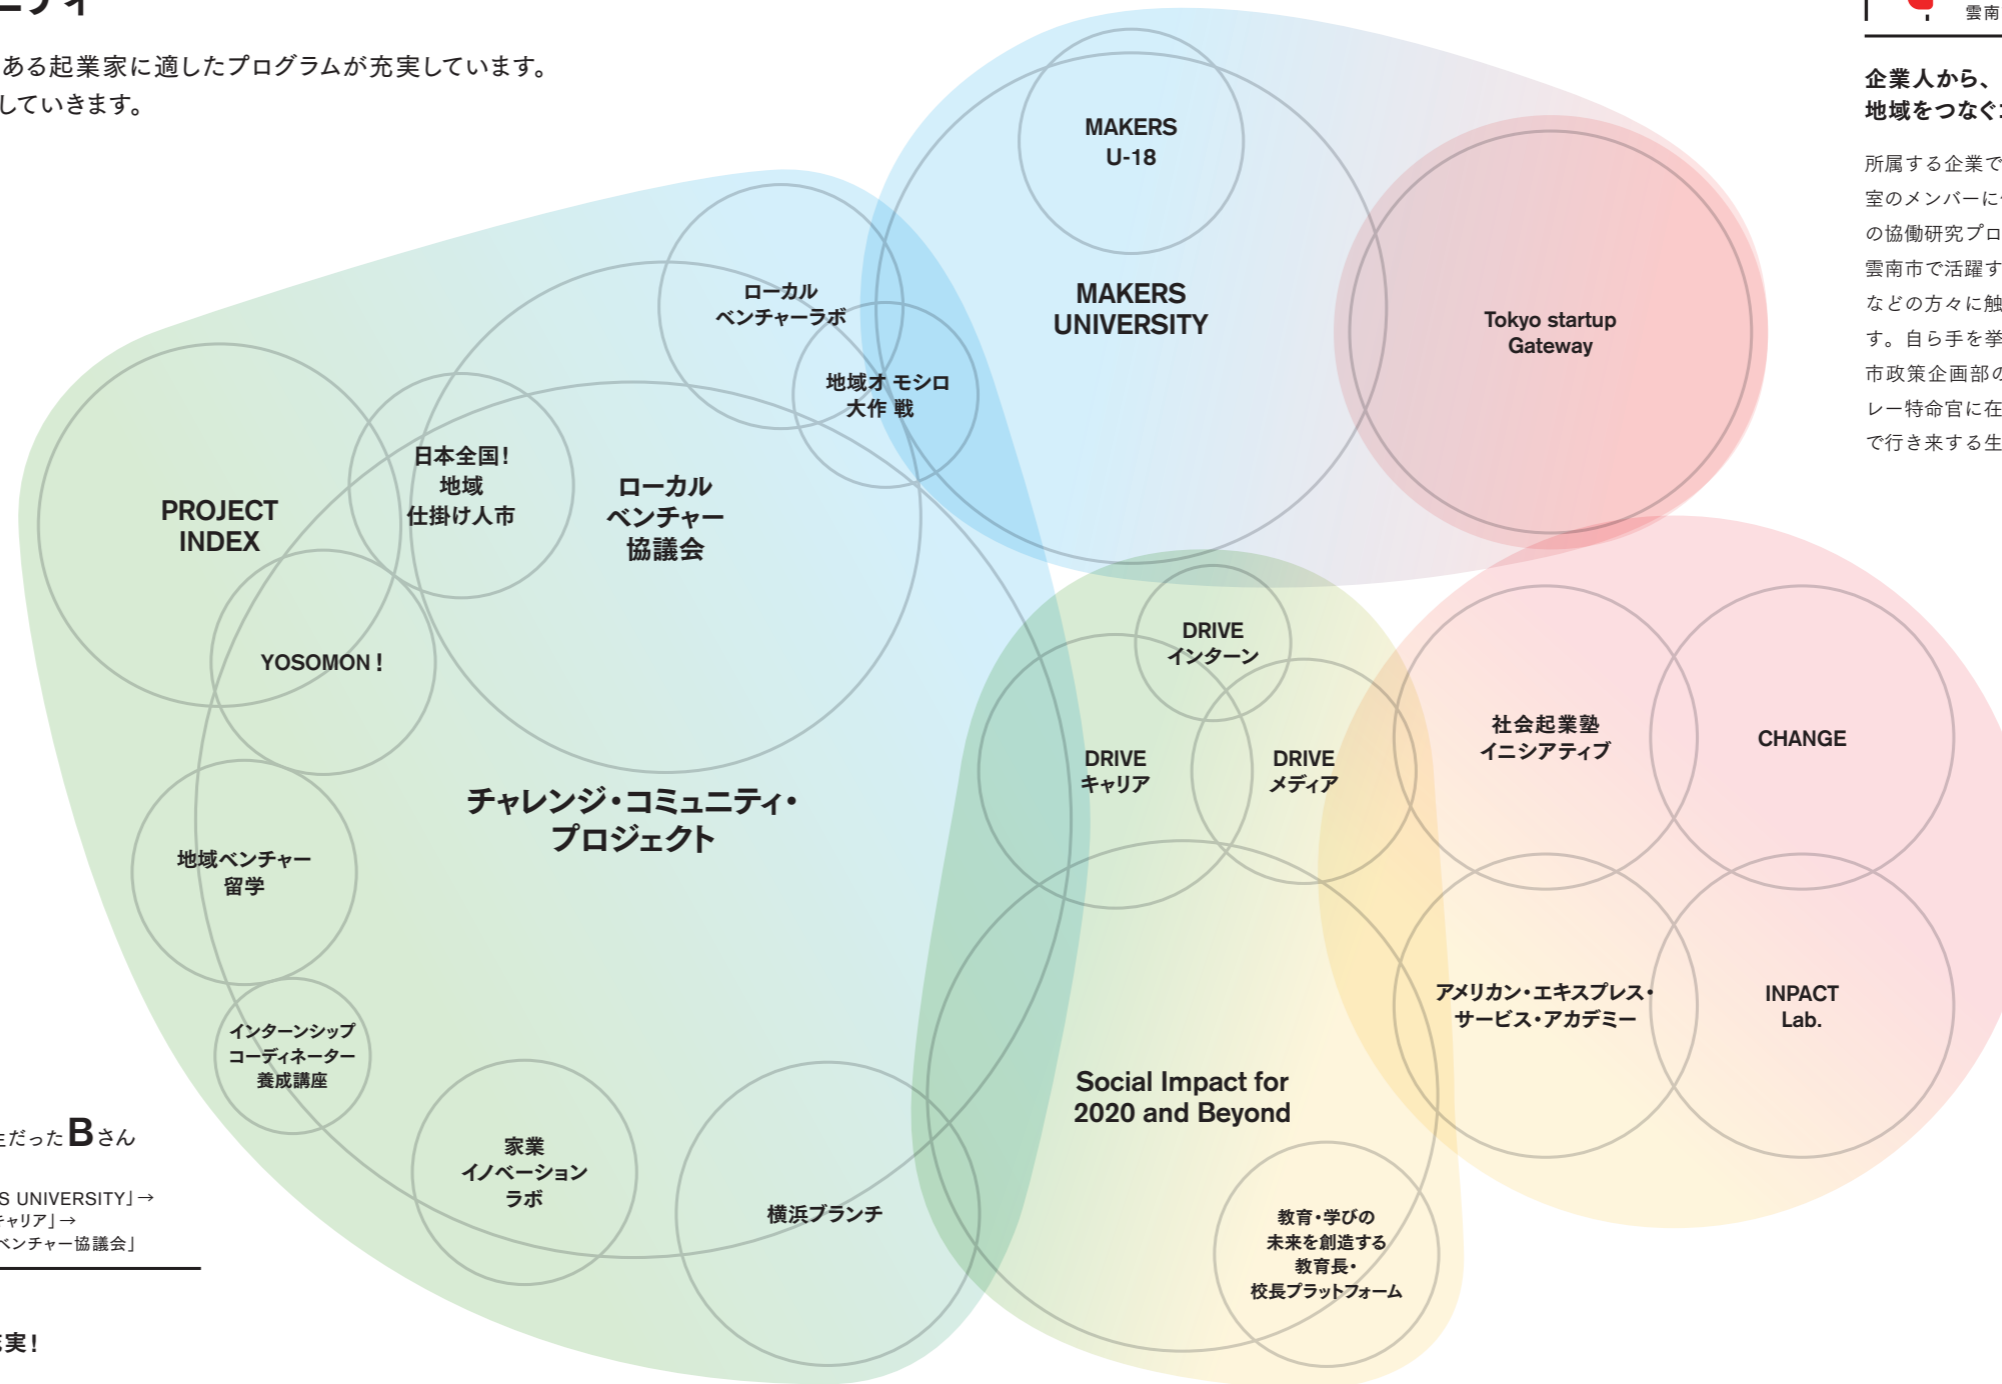 ニティ
ある起業家に適したプログラムが充実しています。
していきます。
MAKERS
U-18
MAKERS
UNIVERSITY
Tokyo startup
Gateway
ローカル
ベンチャーラボ
地域オモシロ
大作戦
PROJECT
INDEX
日本全国！
地域
仕掛け人市
ローカル
ベンチャー
協議会
YOSOMON！
チャレンジ・コミュニティ・
プロジェクト
地域ベンチャー
留学
インターンシップ
コーディネーター
養成講座
家業
イノベーション
ラボ
横浜ブランチ
DRIVE
インターン
DRIVE
キャリア
DRIVE
メディア
Social Impact for
2020 and Beyond
教育・学びの
未来を創造する
教育長・
校長プラットフォーム
社会起業塾
イニシアティブ
CHANGE
アメリカン・エキスプレス・
サービス・アカデミー
INPACT
Lab.
雲南
企業人から、
地域をつなぐ
所属する企業で
室のメンバーに
の協働研究プロ
雲南市で活躍す
などの方々に触
す。自ら手を挙
市政策企画部の
レー特命官に在
で行き来する生
だったBさん
S UNIVERSITY」→
キャリア」→
ベンチャー協議会」
実！